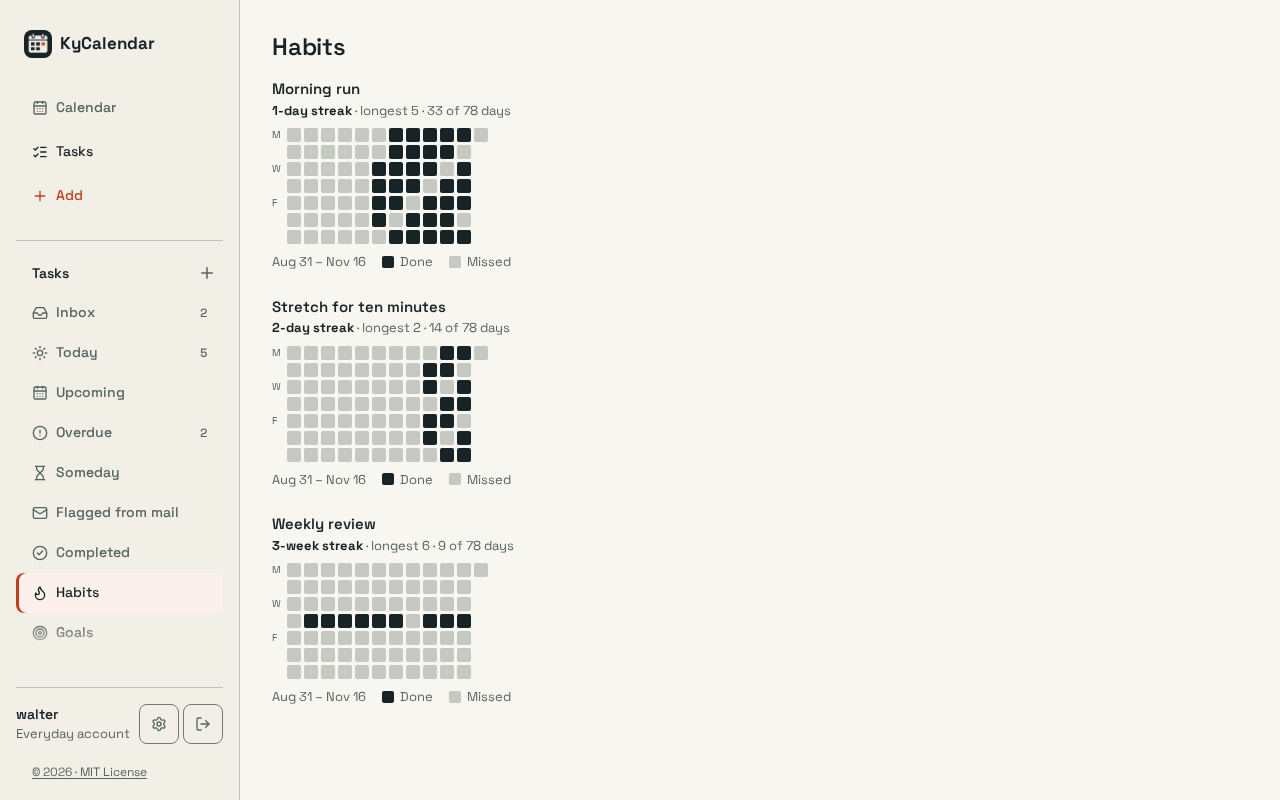 KyCalendar
Calendar
Tasks
Add
Tasks
Inbox 2
Today 5
Upcoming
Overdue 2
Someday
Flagged from mail
Completed
Habits
Goals
walter
Everyday account
© 2026 · MIT License
Habits
Morning run
1-day streak · longest 5 · 33 of 78 days
M
W
F
Aug 31 – Nov 16 Done Missed
Stretch for ten minutes
2-day streak · longest 2 · 14 of 78 days
M
W
F
Aug 31 – Nov 16 Done Missed
Weekly review
3-week streak · longest 6 · 9 of 78 days
M
W
F
Aug 31 – Nov 16 Done Missed